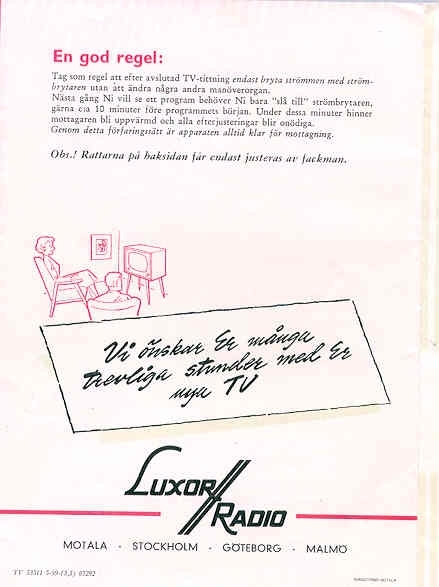 En god regel:
Tag som regel att efter avslutad TV-tittning endast bryta strömmen med ström-
brytaren utan att ändra några andra manöverorgan.
Nästa gång Ni vill se ett program behöver Ni bara "slå till" strömbrytaren,
gärna c:a 10 minuter före programmets början. Under dessa minuter hinner
mottagaren bli uppvärmd och alla efterjusteringar blir onödiga.
Genom detta förfaringssätt är apparaten alltid klar för mottagning.
Obs.! Rattarna på baksidan får endast justeras av fackman.
Vi önskar Er många
trevliga stunder med Er
nya TV
LUXOR
RADIO
MOTALA - STOCKHOLM - GÖTEBORG - MALMÖ